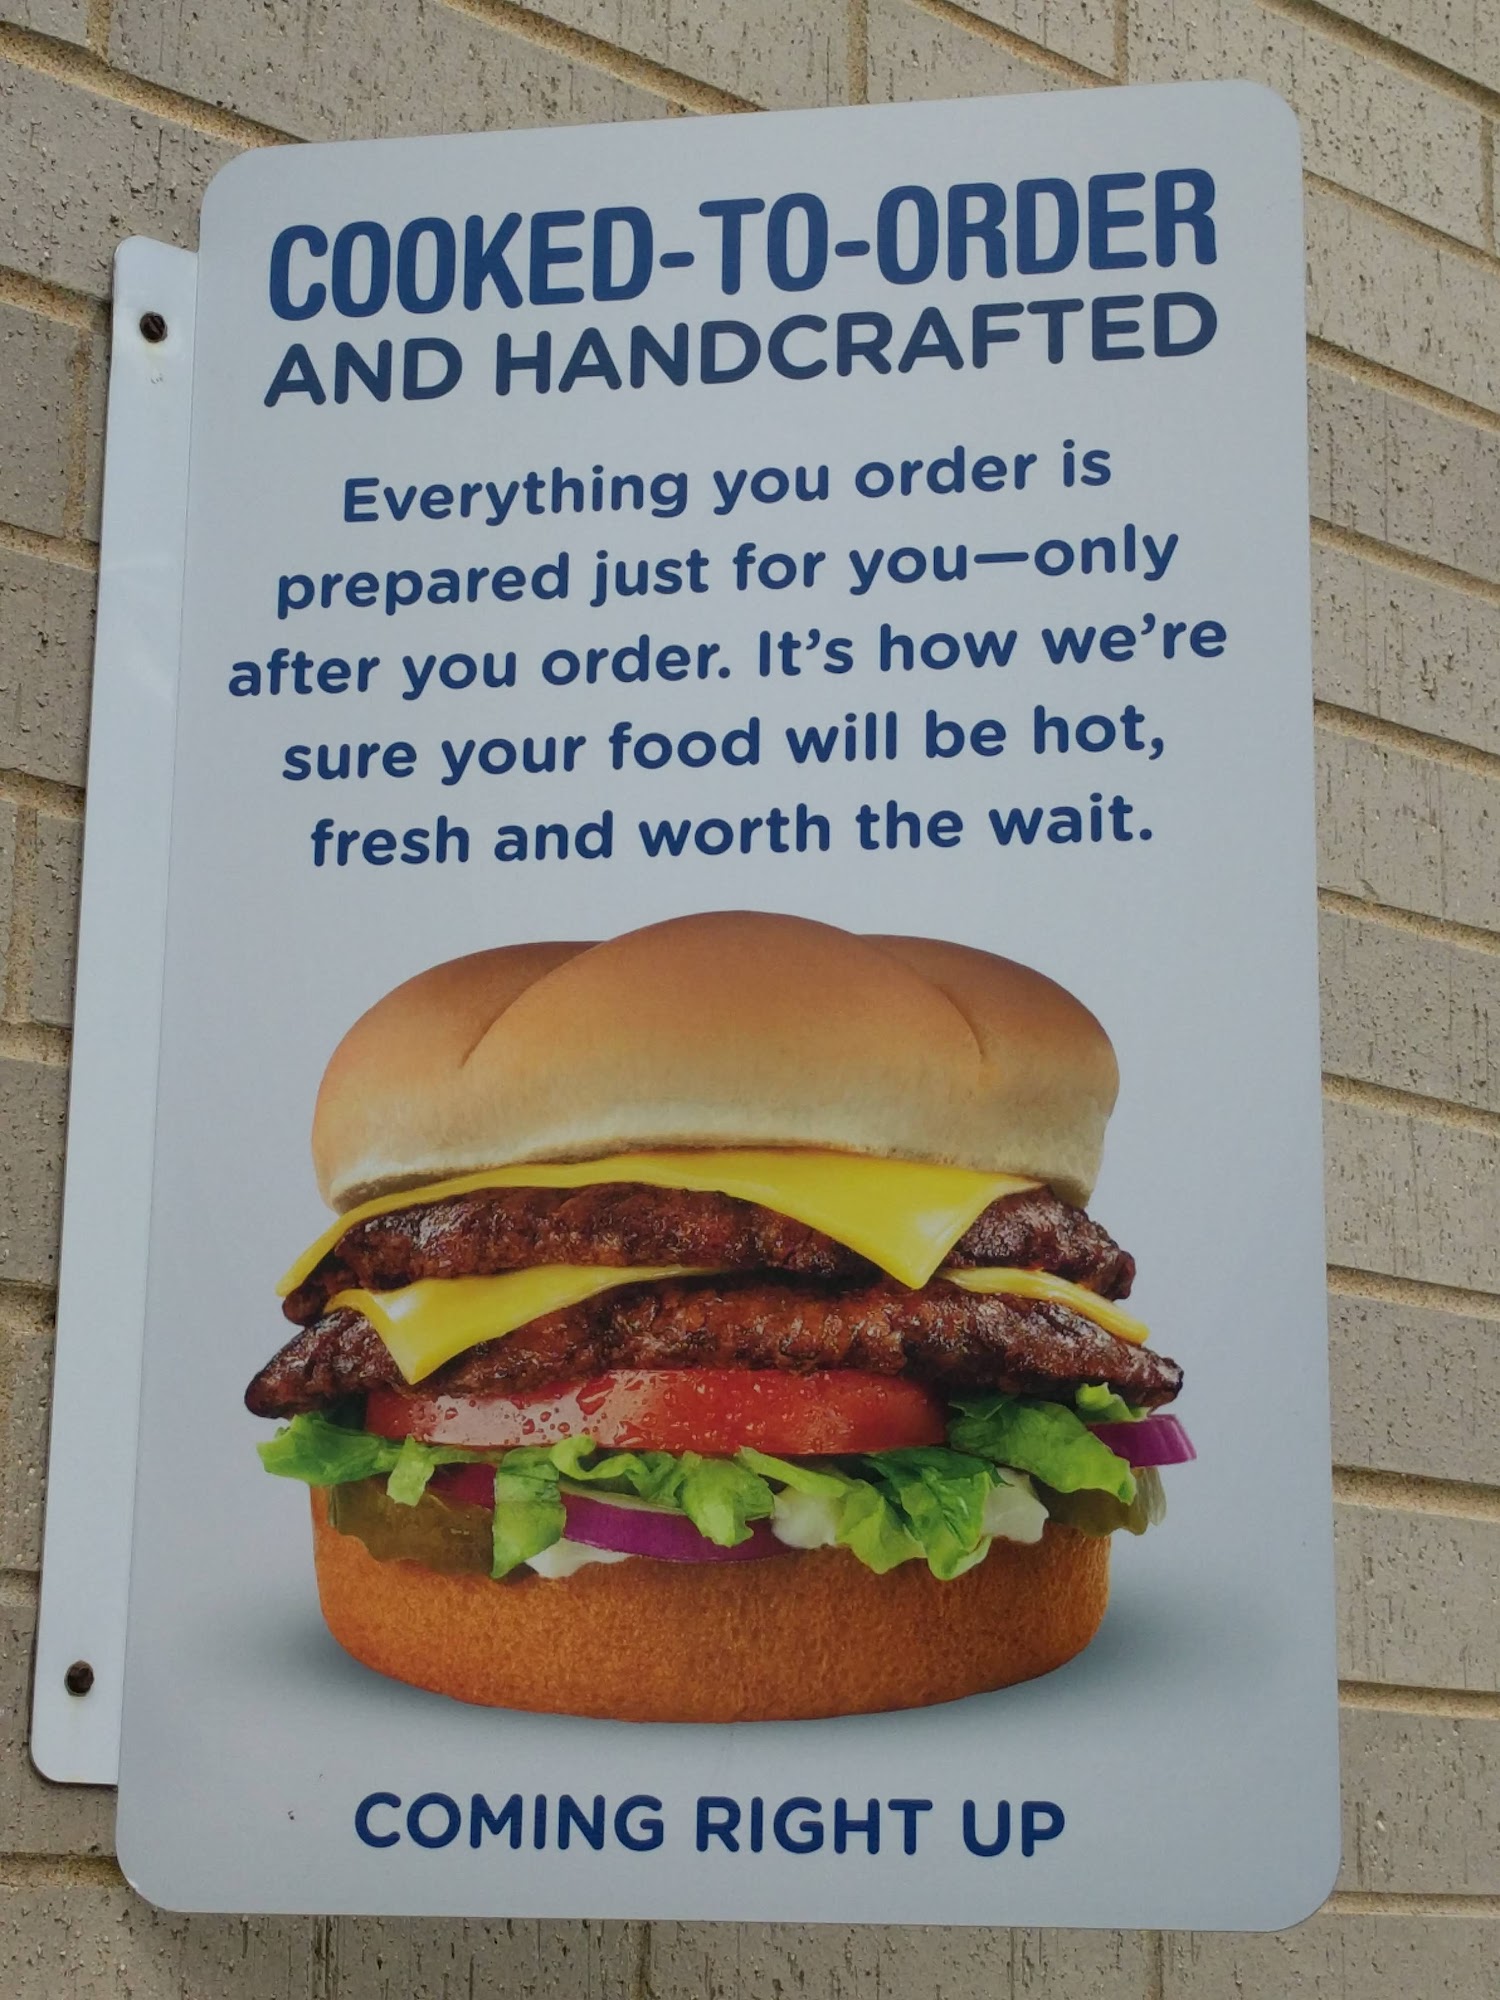 COOKED-TO-ORDER
AND HANDCRAFTED
Everything you order is
prepared just for you—only
after you order. It's how we're
sure your food will be hot,
fresh and worth the wait.
COMING RIGHT UP